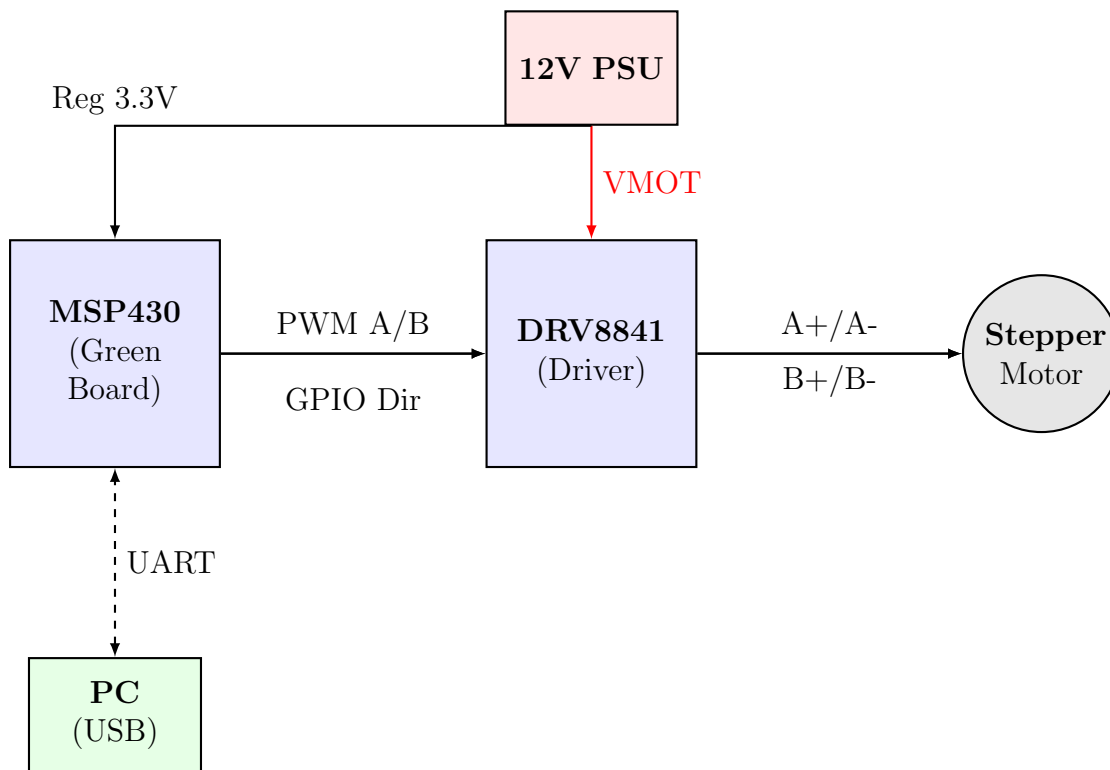 12V PSU
Reg 3.3V
VMOT
MSP430
(Green
Board)
PWM A/B
GPIO Dir
DRV8841
(Driver)
A+/A-
B+/B-
Stepper
Motor
UART
PC
(USB)